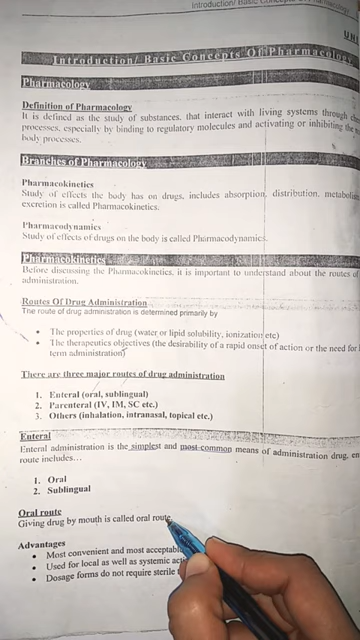 Introduction/ Basic Concepts Of Pharmacology
Introduction/ Basic Concepts Of Pharmacology
Pharmacology
Definition of Pharmacology
It is defined as the study of substances, that interact with living systems through
processes, especially by binding to regulatory molecules and activating or inhibiting the
body processes.
Branches of Pharmacology
Pharmacokinetics
Study of effects the body has on drugs, includes absorption, distribution,
excretion is called Pharmacokinetics.
Pharmacodynamics
Study of effects of drugs on the body is called Pharmacodynamics.
Pharmacokinetics
Before discussing the Pharmacokinetics, it is important to understand about the routes of
administration.
Routes Of Drug Administration
The route of drug administration is determined primarily by
• The properties of drug (water or lipid solubility, ionization etc)
• The therapeutics objectives (the desirability of a rapid onset of action or the need for
term administration)
There are three major routes of drug administration
1. Enteral (oral, sublingual)
2. Parenteral (IV, IM, SC etc.)
3. Others (inhalation, intranasal, topical etc.)
Enteral
Enteral administration is the simplest and most common means of administration drug, en
route includes…
1. Oral
2. Sublingual
Oral route
Giving drug by mouth is called oral route.
Advantages
• Most convenient and most
• Used for local as well as systemic
• Dosage forms do not require sterile